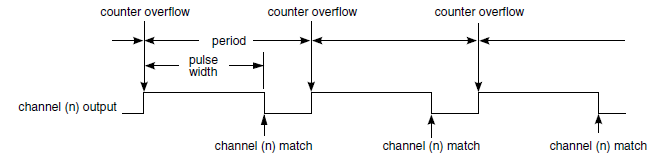 counter overflow counter overflow counter overflow
period
pulse
width
channel (n) output
channel (n) match channel (n) match channel (n) match